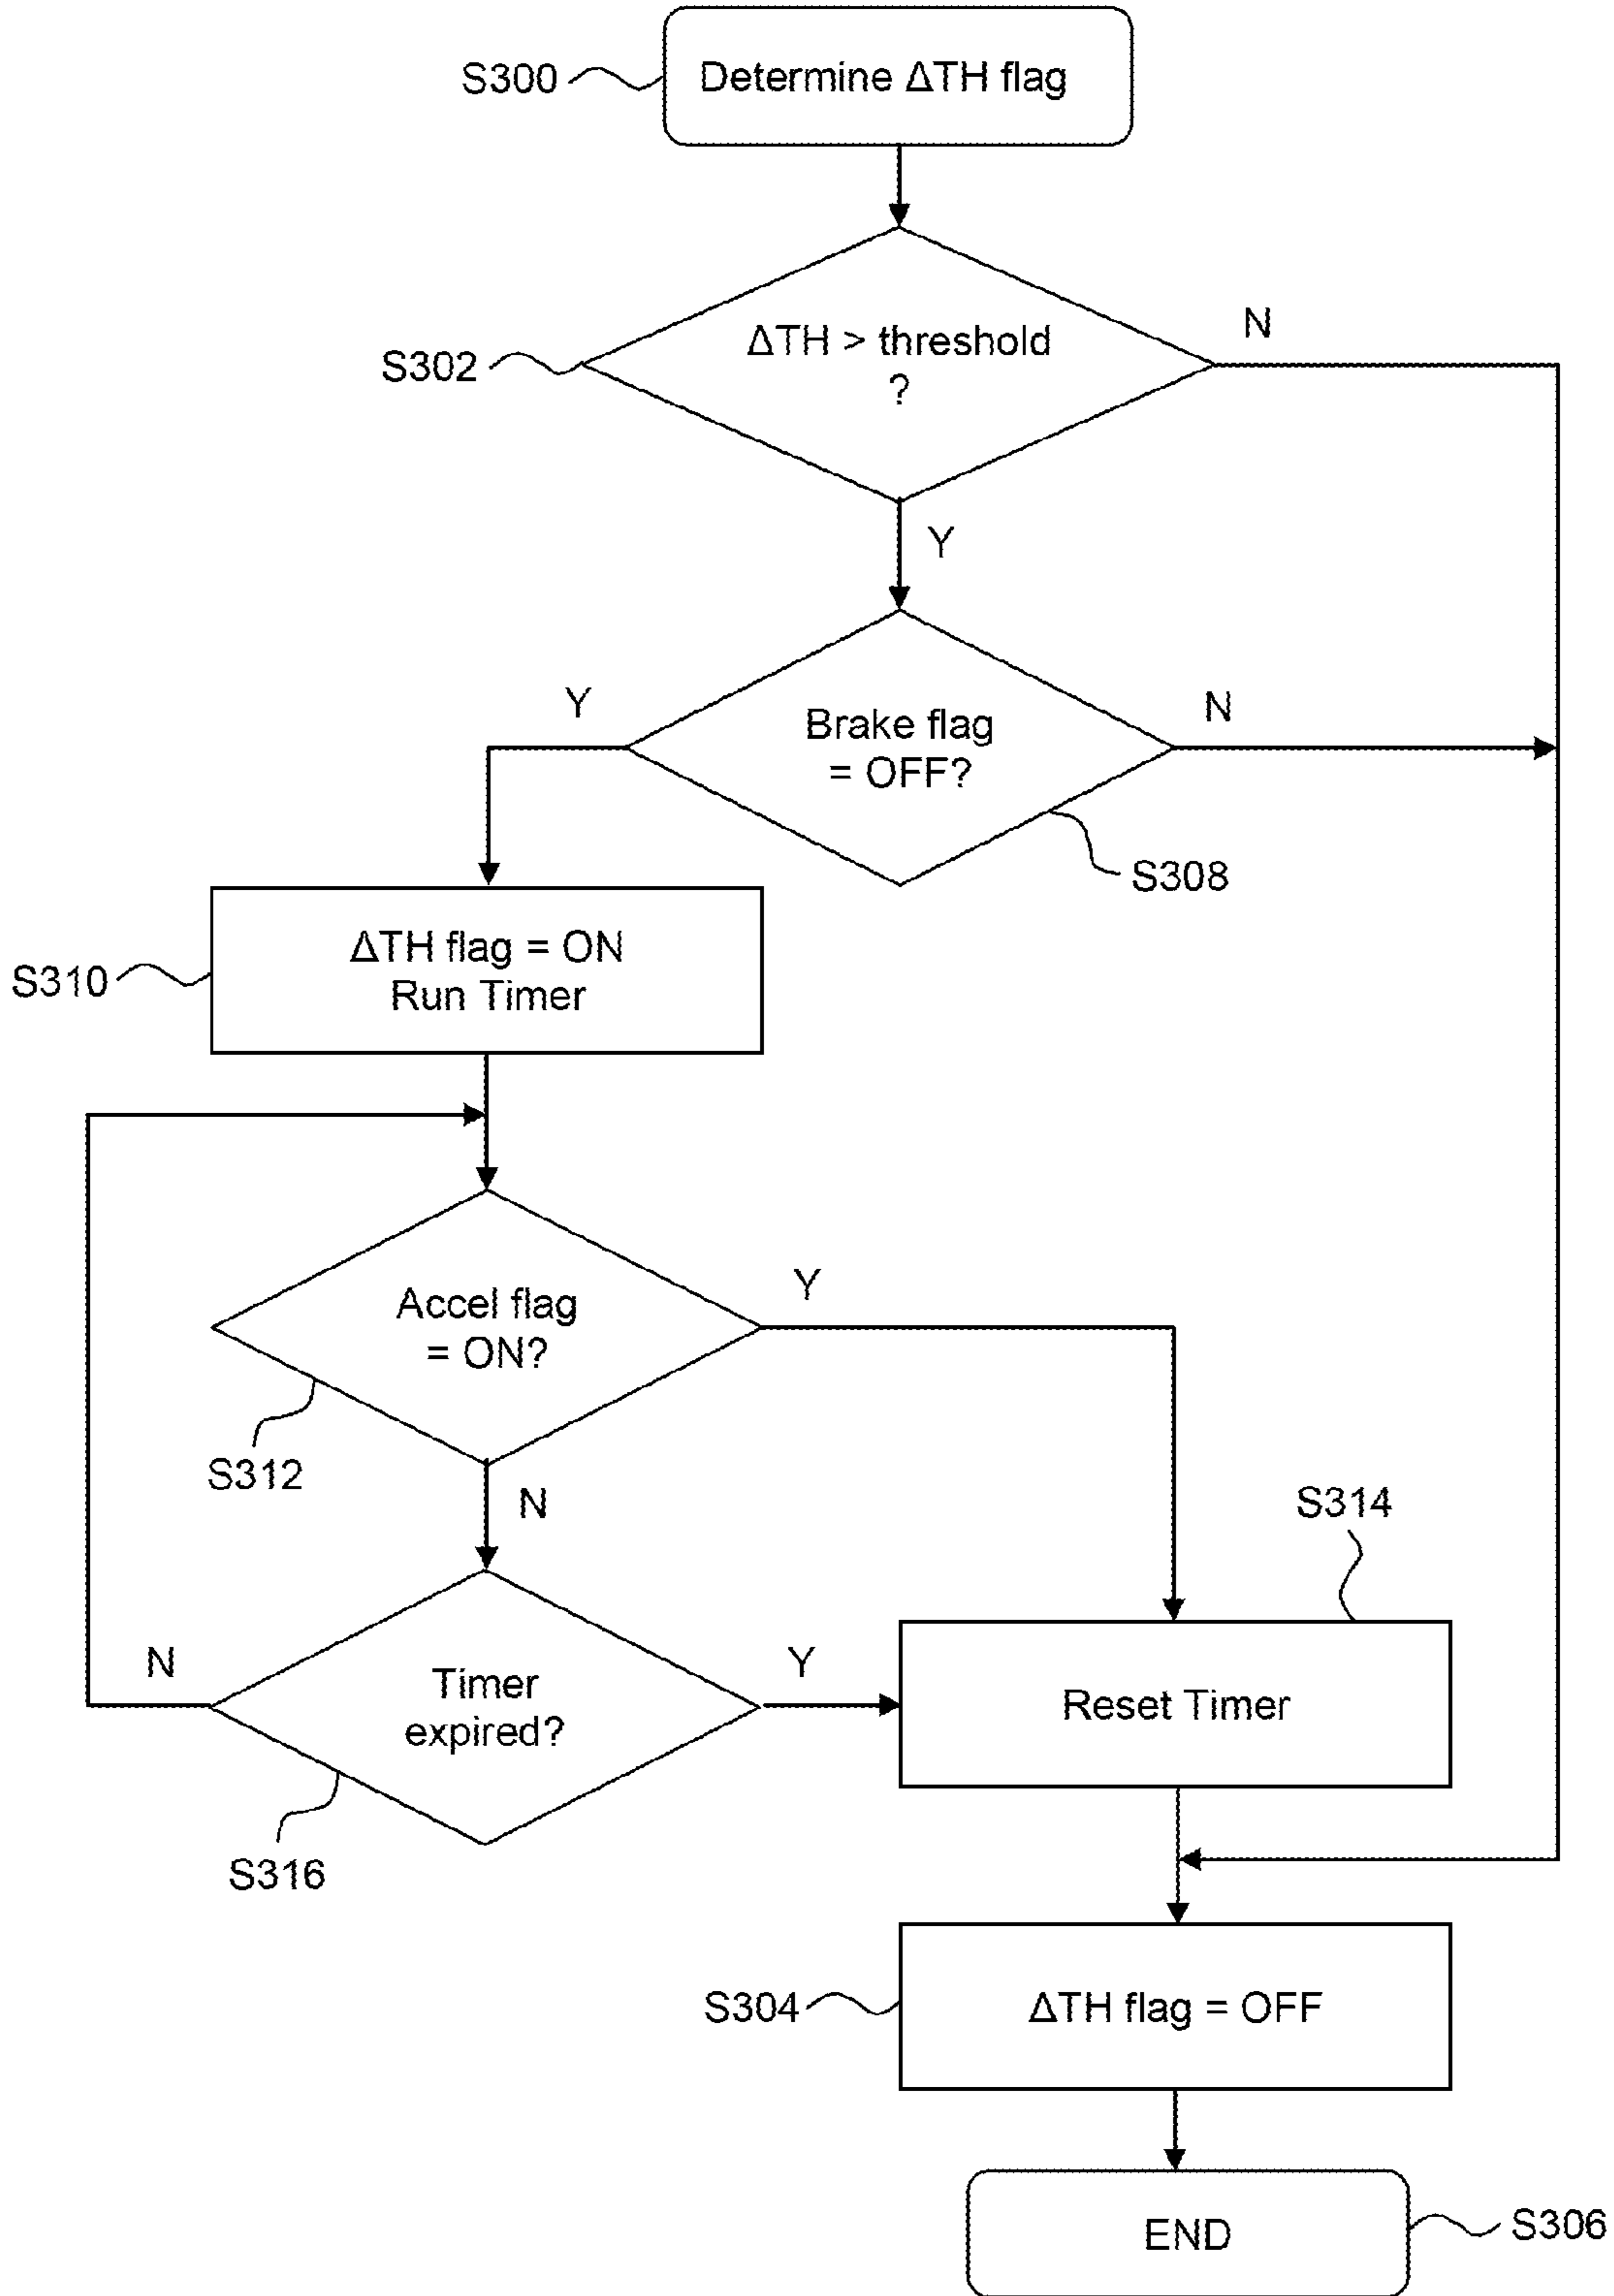 S300
Determine ΔTH flag
S302
ΔTH > threshold
?
N
Y
Y
Brake flag
= OFF?
N
S308
S310
ΔTH flag = ON
Run Timer
Accel flag
= ON?
Y
S312
N
S314
N
Timer
expired?
Y
Reset Timer
S316
S304
ΔTH flag = OFF
END
S306